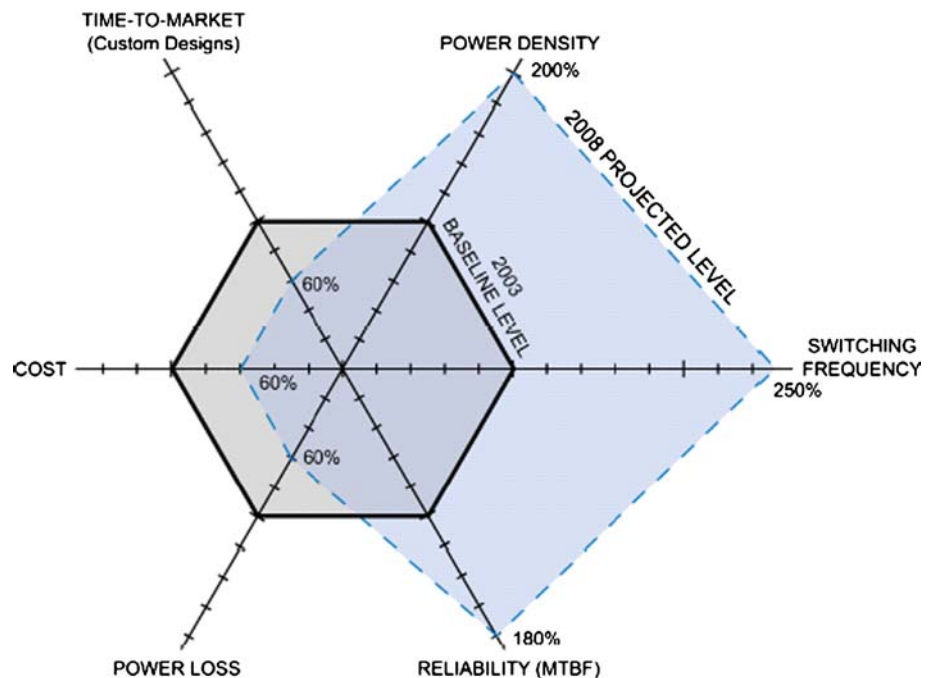 TIME-TO-MARKET
(Custom Designs)
POWER DENSITY
200%
2008 PROJECTED LEVEL
2003
BASELINE LEVEL
60%
COST
60%
SWITCHING
FREQUENCY
250%
60%
180%
POWER LOSS
RELIABILITY (MTBF)